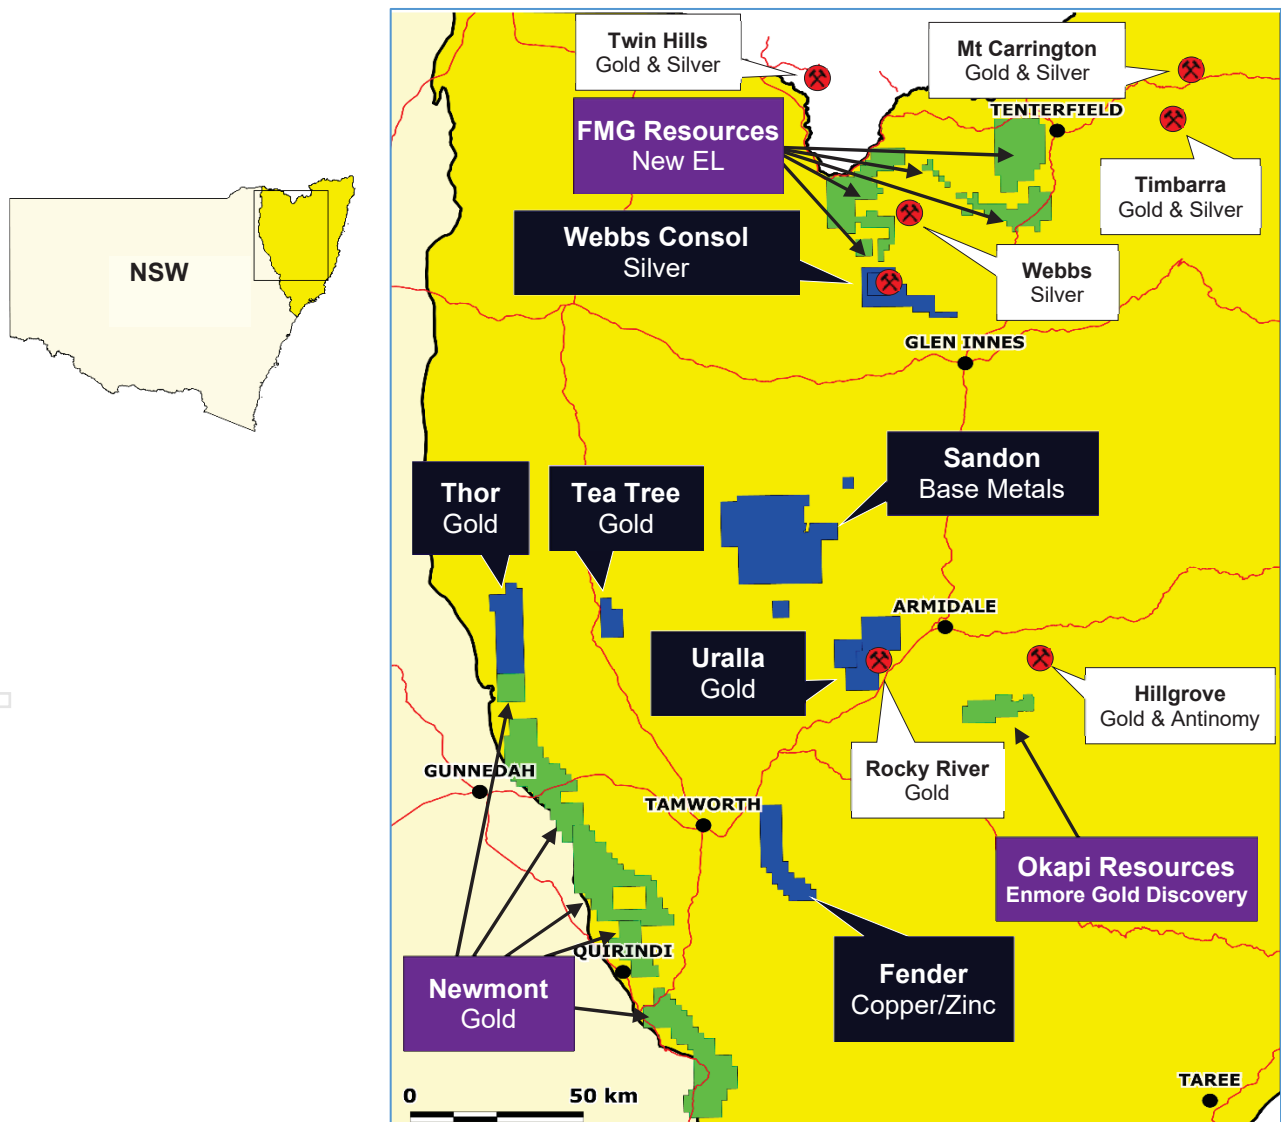 Twin Hills
Gold & Silver
Mt Carrington
Gold & Silver
TENTERFIELD
FMG Resources
New EL
Timbarra
Gold & Silver
Webbs Consol
Silver
Webbs
Silver
NSW
GLEN INNES
Sandon
Base Metals
Thor
Gold
Tea Tree
Gold
ARMIDALE
Uralla
Gold
Hillgrove
Gold & Antinomy
Rocky River
Gold
GUNNEDAH
TAMWORTH
Okapi Resources
Enmore Gold Discovery
QUIRINDI
Fender
Copper/Zinc
Newmont
Gold
TAREE
0 50 km